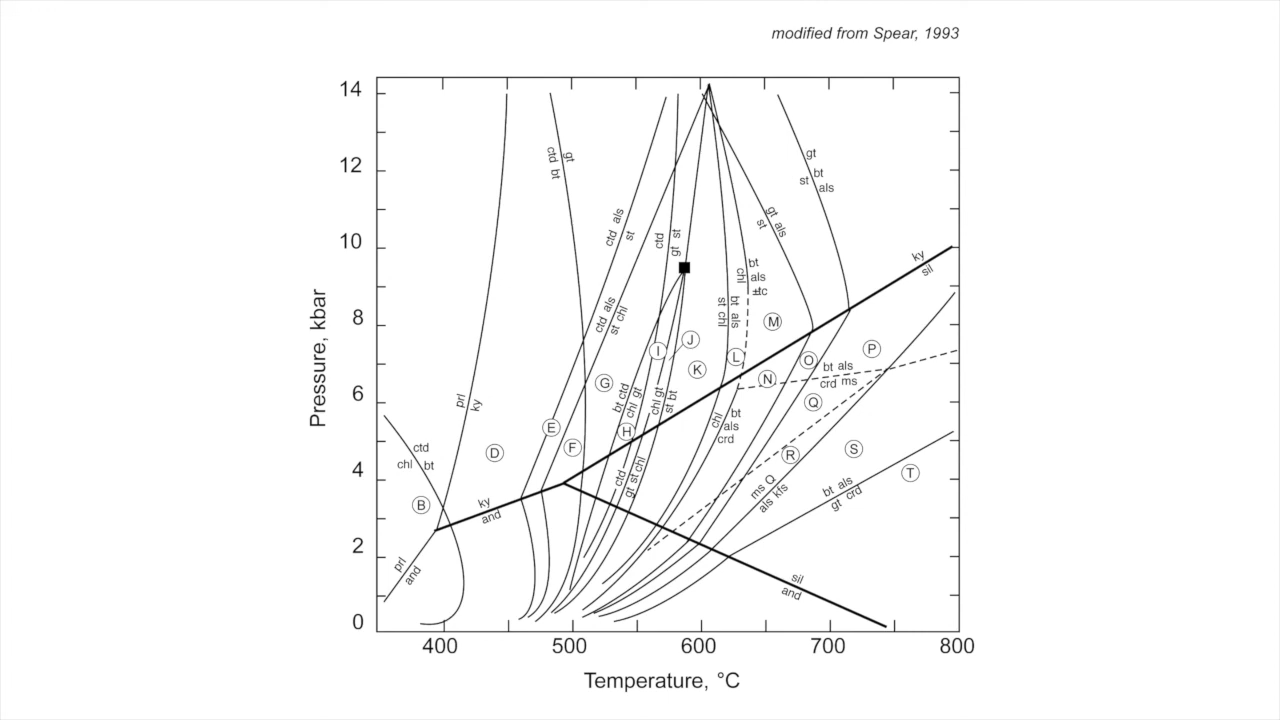 modified from Spear, 1993
Pressure, kbar
14
12
10
8
6
4
2
0
400
500
600
700
800
Temperature, °C
gt
ctd bt
ctd als
st
ctd
gt st
gt als
st
gt
st bt
als
ky
sil
bt
chl als
±tc
bt als
st chl
ctd als
st chl
prl
ky
bt ctd
chl gt
chl gt
st bt
bt als
crd ms
bt
chl als
crd
ctd
chl bt
ky
and
ctd
gt st chl
ms Q
als kfs
bt als
gt crd
prl
and
sil
and
B
D
E
F
G
H
I
J
K
L
M
N
O
P
Q
R
S
T